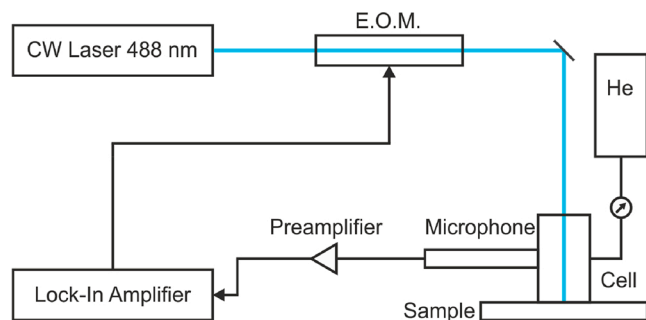 E.O.M.
CW Laser 488 nm
He
Preamplifier
Microphone
Cell
Lock-In Amplifier
Sample